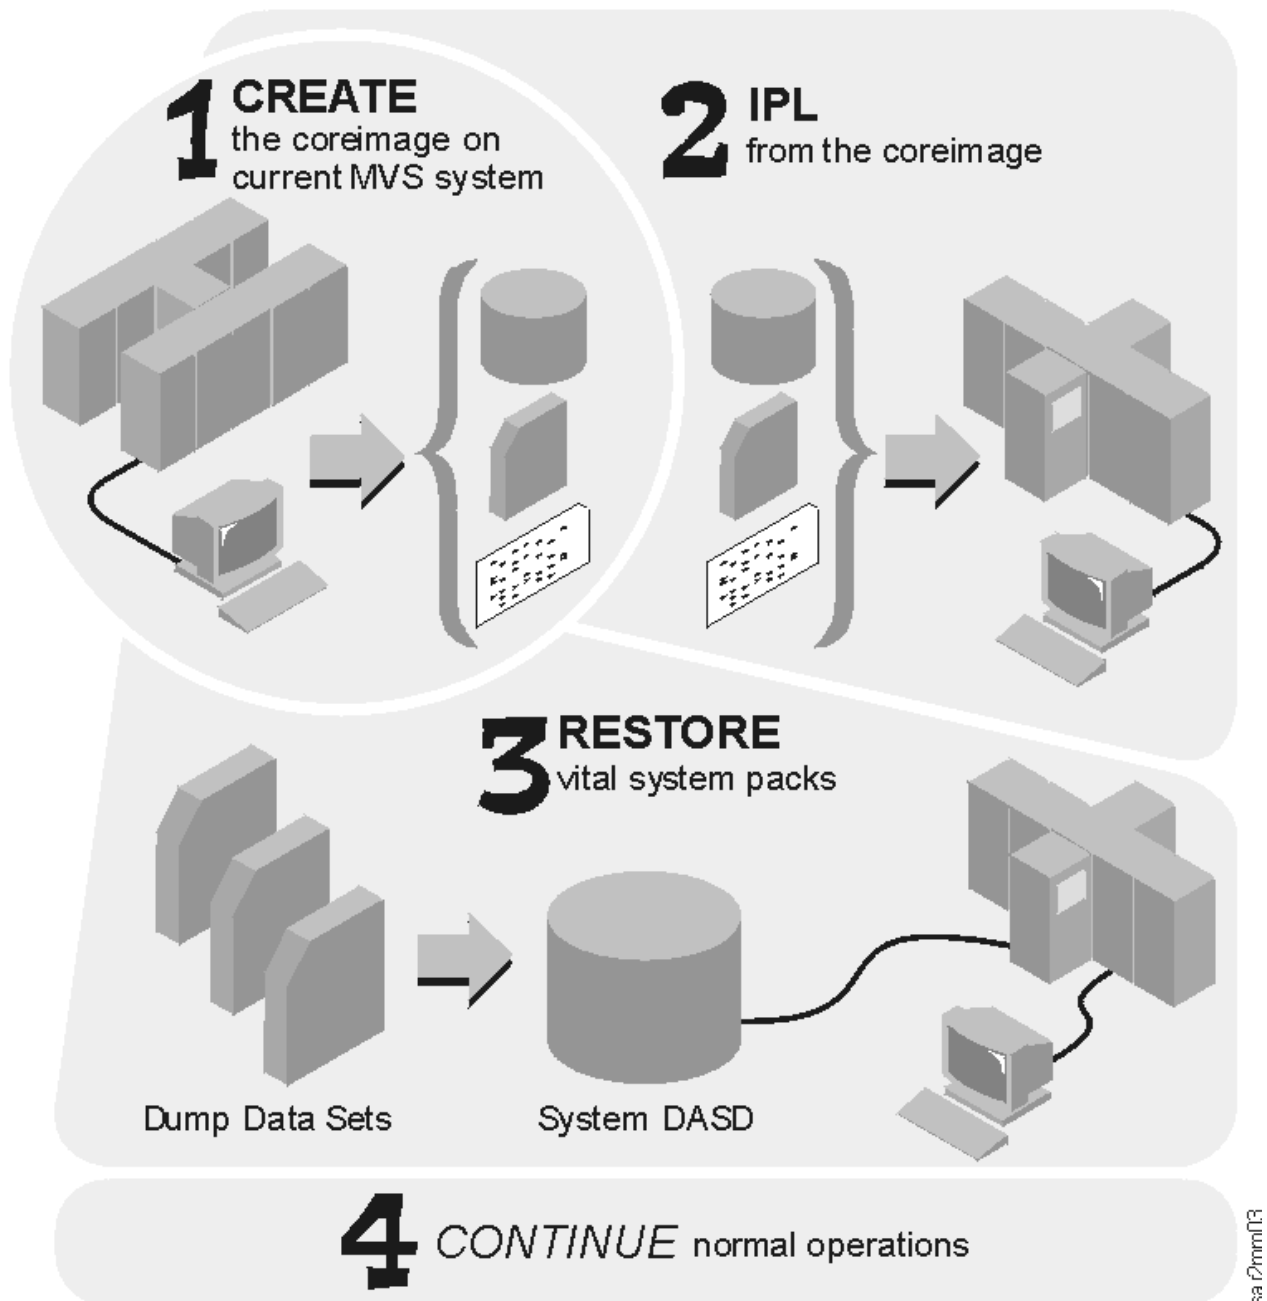 1 CREATE
the coreimage on
current MVS system
2 IPL
from the coreimage
3 RESTORE
vital system packs
Dump Data Sets
System DASD
4 CONTINUE normal operations